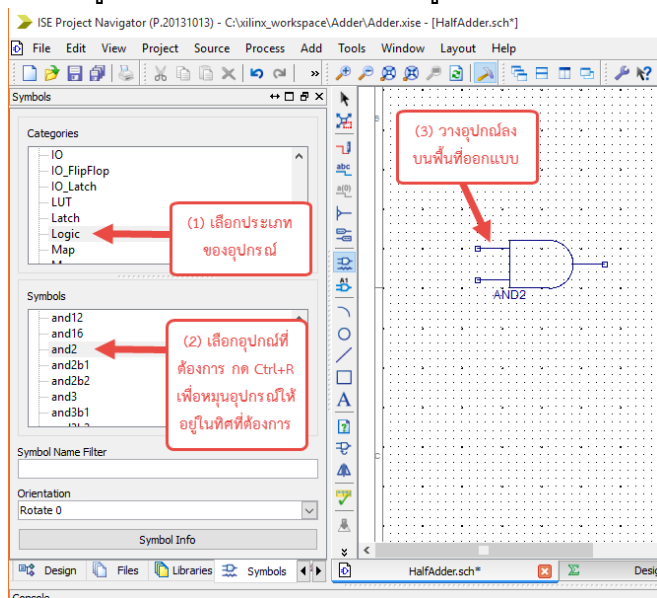 ISE Project Navigator (P.20131013) - C:\xilinx_workspace\Adder\Adder.xise - [HalfAdder.sch*]
File Edit View Project Source Process Add Tools Window Layout Help
Symbols
Categories
IO
IO_FlipFlop
IO_Latch
LUT
Latch
Logic
Map
(1) เลือกประเภท
ของอุปกรณ์
Symbols
and12
and16
and2
and2b1
and2b2
and3
and3b1
(2) เลือกอุปกณ์ที่
ต้องการ กด Ctrl+R
เพื่อหมุนอุปกรณ์ให้
อยู่ในทิศที่ต้องการ
Symbol Name Filter
Orientation
Rotate 0
Symbol Info
Design Files Libraries Symbols
abc
a(0)
A1
A
(3) วางอุปกณ์ลง
บนพื้นที่ออกแบบ
AND2
B
C
HalfAdder.sch*
Desig